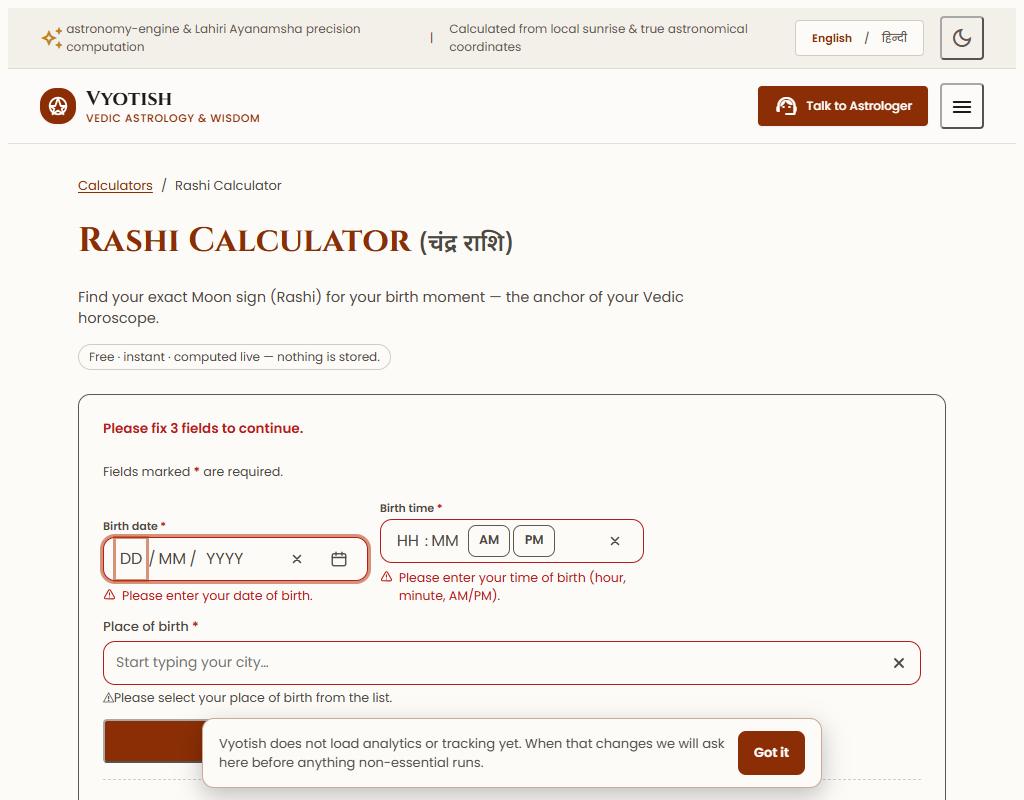 astronomy-engine & Lahiri Ayanamsha precision computation
|
Calculated from local sunrise & true astronomical coordinates
English / हिन्दी
Vyotish
VEDIC ASTROLOGY & WISDOM
Talk to Astrologer
Calculators / Rashi Calculator
Rashi Calculator (चंद्र राशि)
Find your exact Moon sign (Rashi) for your birth moment — the anchor of your Vedic
horoscope.
Free · instant · computed live — nothing is stored.
Please fix 3 fields to continue.
Fields marked * are required.
Birth date *
DD / MM / YYYY
Please enter your date of birth.
Birth time *
HH : MM AM PM
Please enter your time of birth (hour,
minute, AM/PM).
Place of birth *
Start typing your city…
Please select your place of birth from the list.
Vyotish does not load analytics or tracking yet. When that changes we will ask
here before anything non-essential runs.
Got it